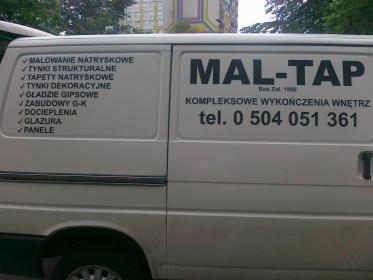 ✓MALOWANIE NATRYSKOWE
✓TYNKI STRUKTURALNE
✓TAPETY NATRYSKOWE
✓TYNKI DEKORACYJNE
✓GŁADZIE GIPSOWE
✓ZABUDOWY G-K
✓DOCIEPLENIA
✓GLAZURA
✓PANELE
MAL-TAP
Rok Zał. 1995
KOMPLEKSOWE WYKOŃCZENIA WNĘTRZ
tel. 0 504 051 361